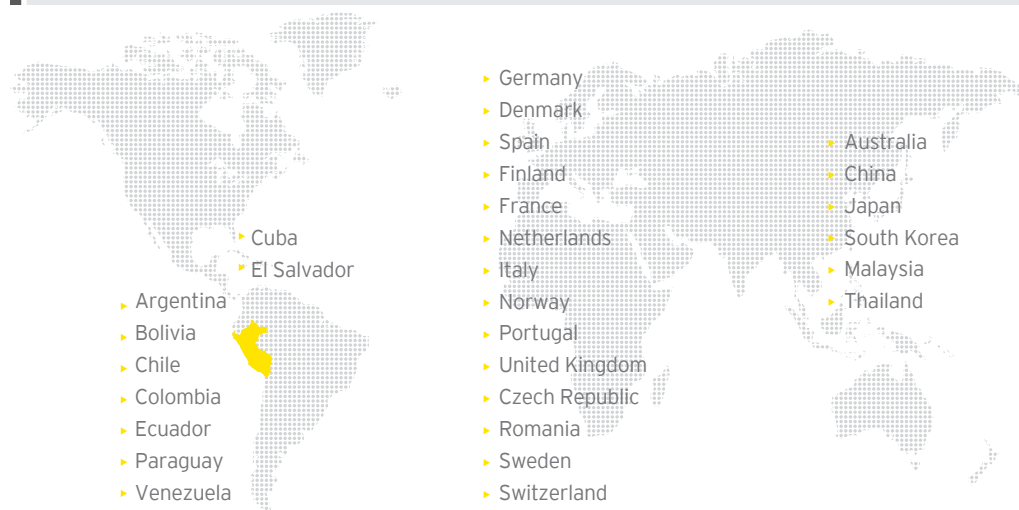 Cuba
El Salvador
Argentina
Bolivia
Chile
Colombia
Ecuador
Paraguay
Venezuela
Germany
Denmark
Spain
Finland
France
Netherlands
Italy
Norway
Portugal
United Kingdom
Czech Republic
Romania
Sweden
Switzerland
Australia
China
Japan
South Korea
Malaysia
Thailand